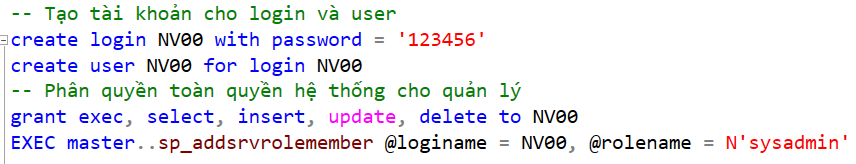 -- Tạo tài khoản cho login và user
create login NV00 with password = '123456'
create user NV00 for login NV00
-- Phân quyền toàn quyền hệ thống cho quản lý
grant exec, select, insert, update, delete to NV00
EXEC master..sp_addsrvrolemember @loginame = NV00, @rolename = N'sysadmin'